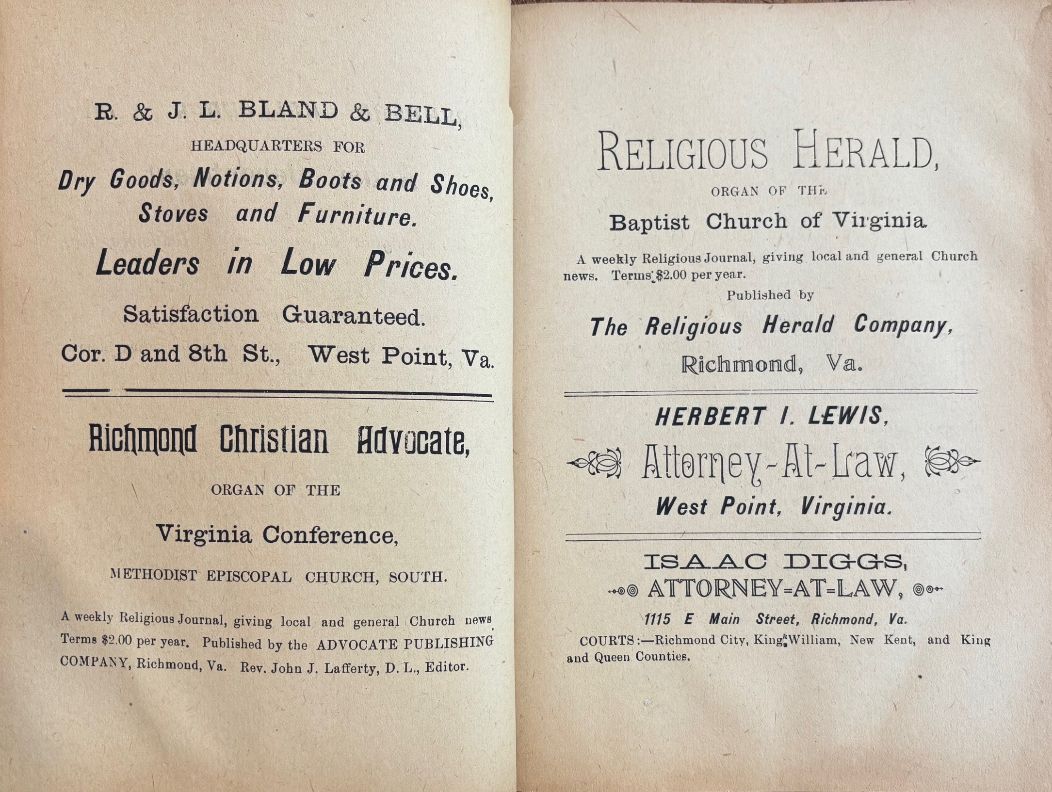 R. & J. L. BLAND & BELL,
HEADQUARTERS FOR
Dry Goods, Notions, Boots and Shoes,
Stoves and Furniture.
Leaders in Low Prices.
Satisfaction Guaranteed.
Cor. D and 8th St., West Point, Va.
Richmond Christian Advocate,
ORGAN OF THE
Virginia Conference,
METHODIST EPISCOPAL CHURCH, SOUTH.
A weekly Religious Journal, giving local and general Church news
Terms $2.00 per year. Published by the ADVOCATE PUBLISHING
COMPANY, Richmond, Va. Rev. John J. Lafferty, D. L., Editor.
RELIGIOUS HERALD,
ORGAN OF THE
Baptist Church of Virginia
A weekly Religious Journal, giving local and general Church
news. Terms $2.00 per year.
Published by
The Religious Herald Company,
Richmond, Va.
HERBERT I. LEWIS,
Attorney-At-Law,
West Point, Virginia.
ISAAC DIGGS,
ATTORNEY=AT=LAW,
1115 E Main Street, Richmond, Va.
COURTS:—Richmond City, King William, New Kent, and King
and Queen Counties.